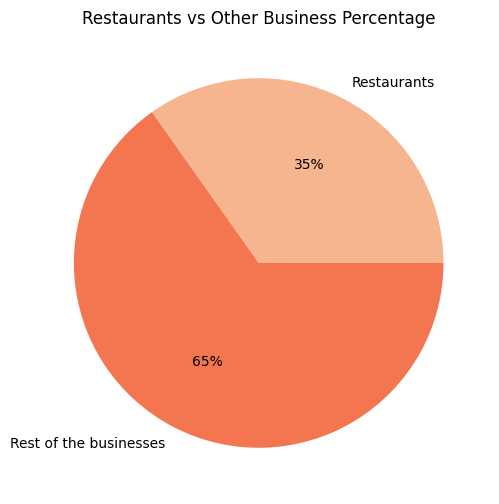 Restaurants vs Other Business Percentage
Restaurants
35%
65%
Rest of the businesses